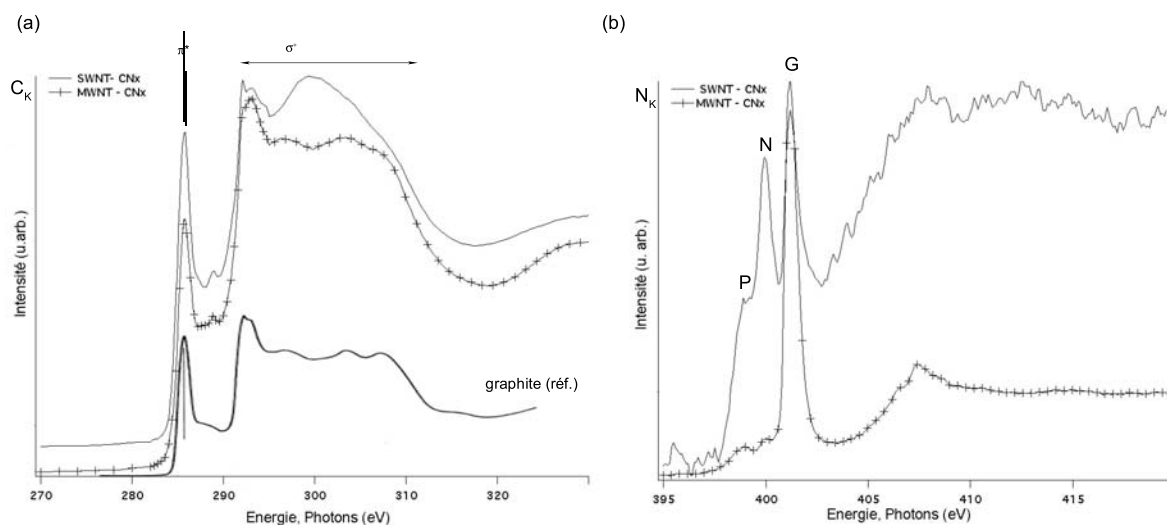 (a)
π*
σ*
SWNT- CNx
MWNT - CNx
C_K
Intensité (u.arb.)
graphite (réf.)
270 280 290 300 310 320
Energie, Photons (eV)
(b)
G
SWNT - CNx
MWNT - CNx
N_K
N
P
Intensité (u. arb.)
395 400 405 410 415
Energie, Photons (eV)